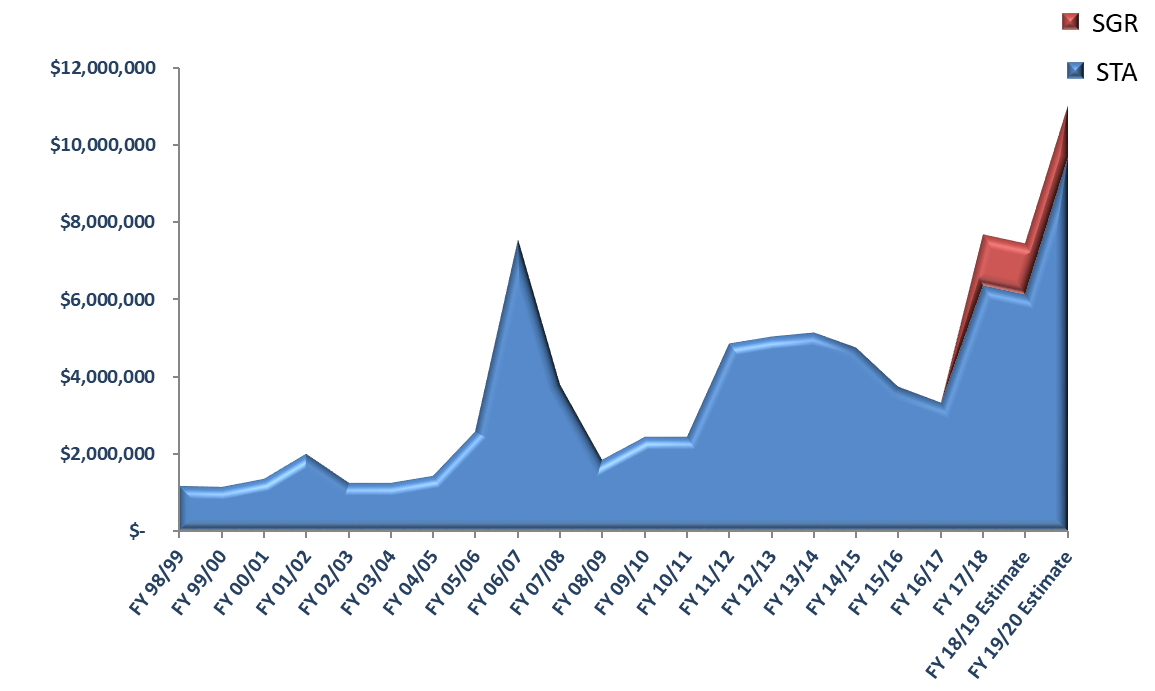 SGR
STA
$12,000,000
$10,000,000
$8,000,000
$6,000,000
$4,000,000
$2,000,000
$-
FY 98/99
FY 99/00
FY 00/01
FY 01/02
FY 02/03
FY 03/04
FY 04/05
FY 05/06
FY 06/07
FY 07/08
FY 08/09
FY 09/10
FY 10/11
FY 11/12
FY 12/13
FY 13/14
FY 14/15
FY 15/16
FY 16/17
FY 17/18
FY 18/19 Estimate
FY 19/20 Estimate